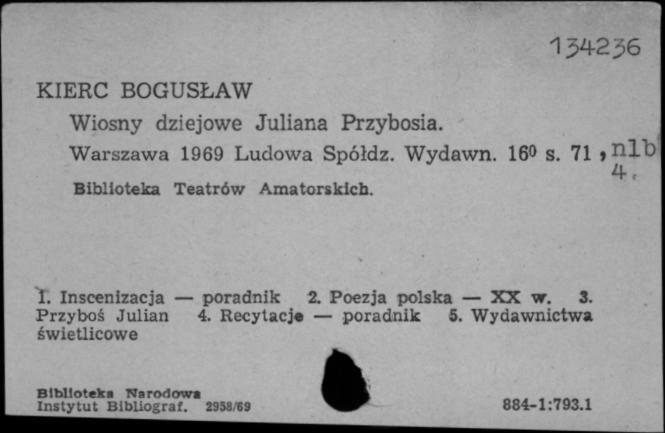 134236
KIERC BOGUSŁAW
Wiosny dziejowe Juliana Przybosia.
Warszawa 1969 Ludowa Spółdz. Wydawn. 16⁰ s. 71, nlb
4.
Biblioteka Teatrów Amatorskich.
1. Inscenizacja — poradnik 2. Poezja polska — XX w. 3.
Przyboś Julian 4. Recytacje — poradnik 5. Wydawnictwa
świetlicowe
Biblioteka Narodowa
Instytut Bibliograf. 2958/69
884-1:793.1